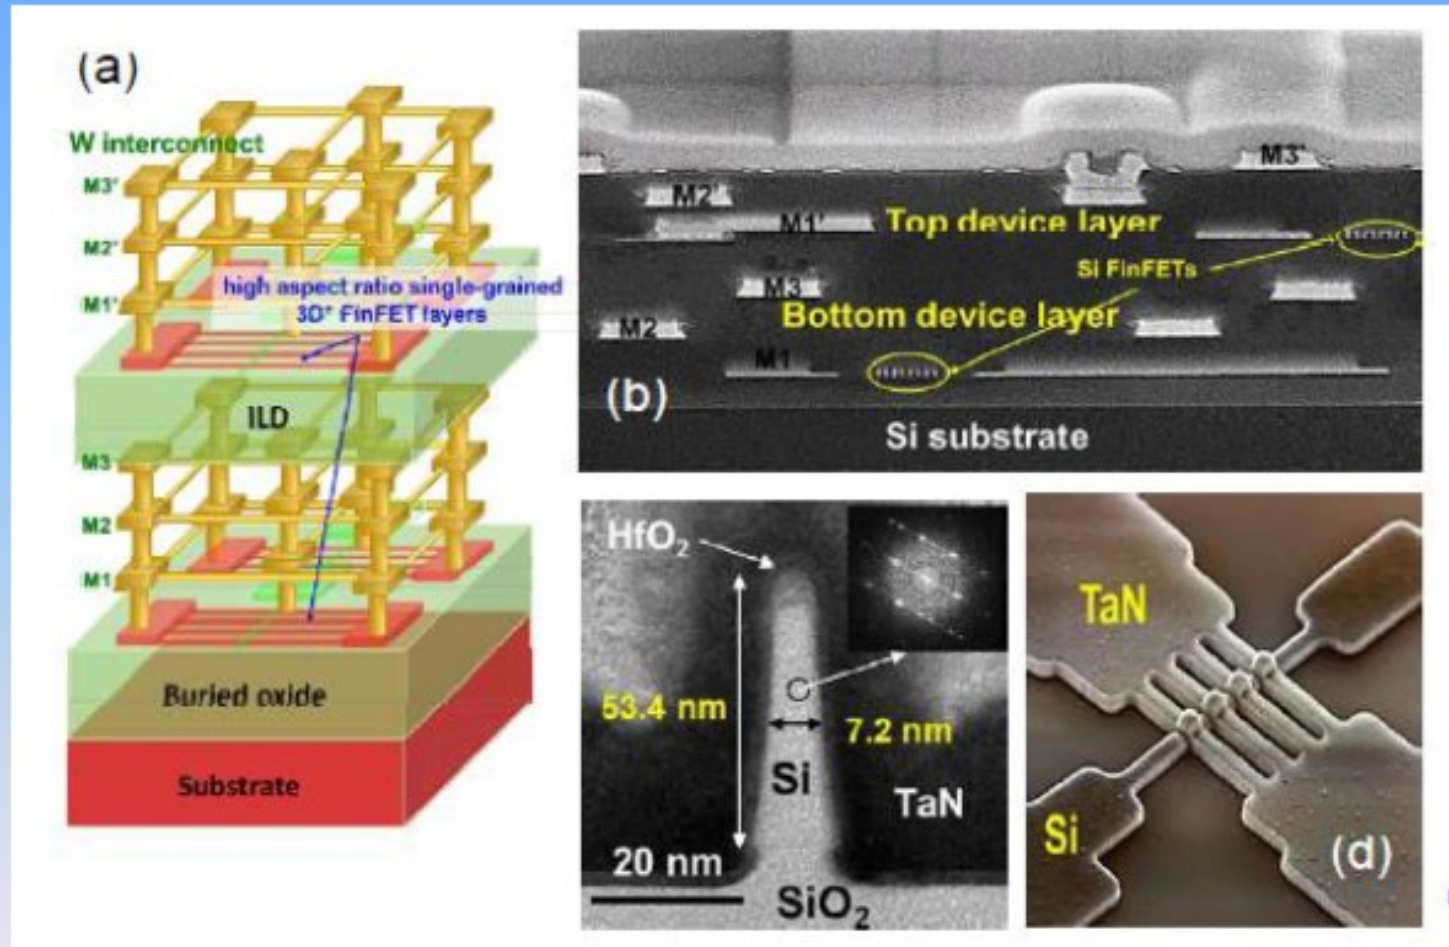 (a)
W interconnect
M3'
M2'
M1'
high aspect ratio single-grained
3D⁺ FinFET layers
ILD
M3
M2
M1
Buried oxide
Substrate
M3'
M2'
M1'
Top device layer
Si FinFETs
M3
Bottom device layer
M2
M1
(b)
Si substrate
HfO₂
53.4 nm
7.2 nm
Si
TaN
20 nm
SiO₂
TaN
Si
(d)